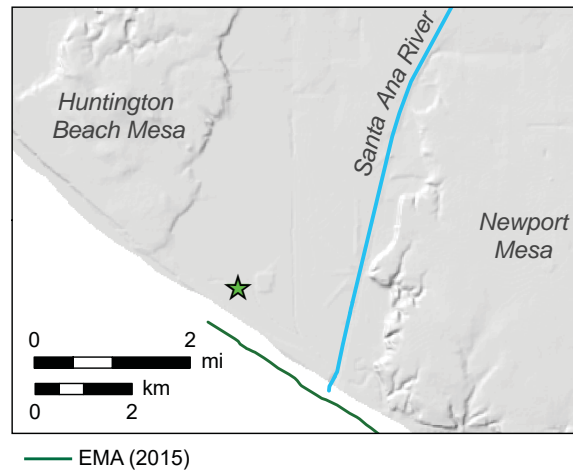 Huntington
Beach Mesa
Santa Ana River
Newport
Mesa
0 2
mi
km
0 2
EMA (2015)